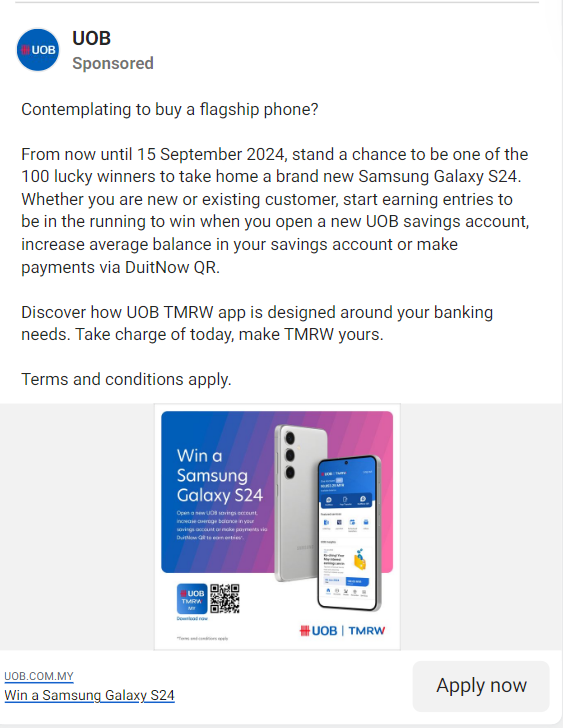 UOB
UOB
Sponsored
Contemplating to buy a flagship phone?
From now until 15 September 2024, stand a chance to be one of the
100 lucky winners to take home a brand new Samsung Galaxy S24.
Whether you are new or existing customer, start earning entries to
be in the running to win when you open a new UOB savings account,
increase average balance in your savings account or make
payments via DuitNow QR.
Discover how UOB TMRW app is designed around your banking
needs. Take charge of today, make TMRW yours.
Terms and conditions apply.
Win a
Samsung
Galaxy S24
Open a new UOB savings account,
increase average balance in your
savings account or make payments via
DuitNow QR to earn entries*.
UOB
TMRW
MY
Download now
UOB | TMRW
*Terms and conditions apply
UOB.COM.MY
Win a Samsung Galaxy S24
Apply now